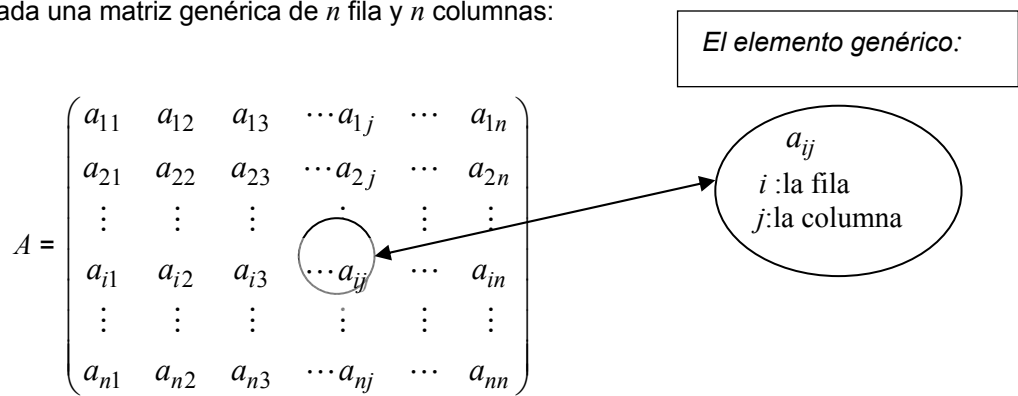 ada una matriz genérica de n fila y n columnas:
El elemento genérico:
a11 a12 a13 ⋯a1j ⋯ a1n
a21 a22 a23 ⋯a2j ⋯ a2n
⋮ ⋮ ⋮ ⋮ ⋮ ⋮
A =
ai1 ai2 ai3 ⋯aij ⋯ ain
⋮ ⋮ ⋮ ⋮ ⋮ ⋮
an1 an2 an3 ⋯anj ⋯ ann
aij
i :la fila
j:la columna